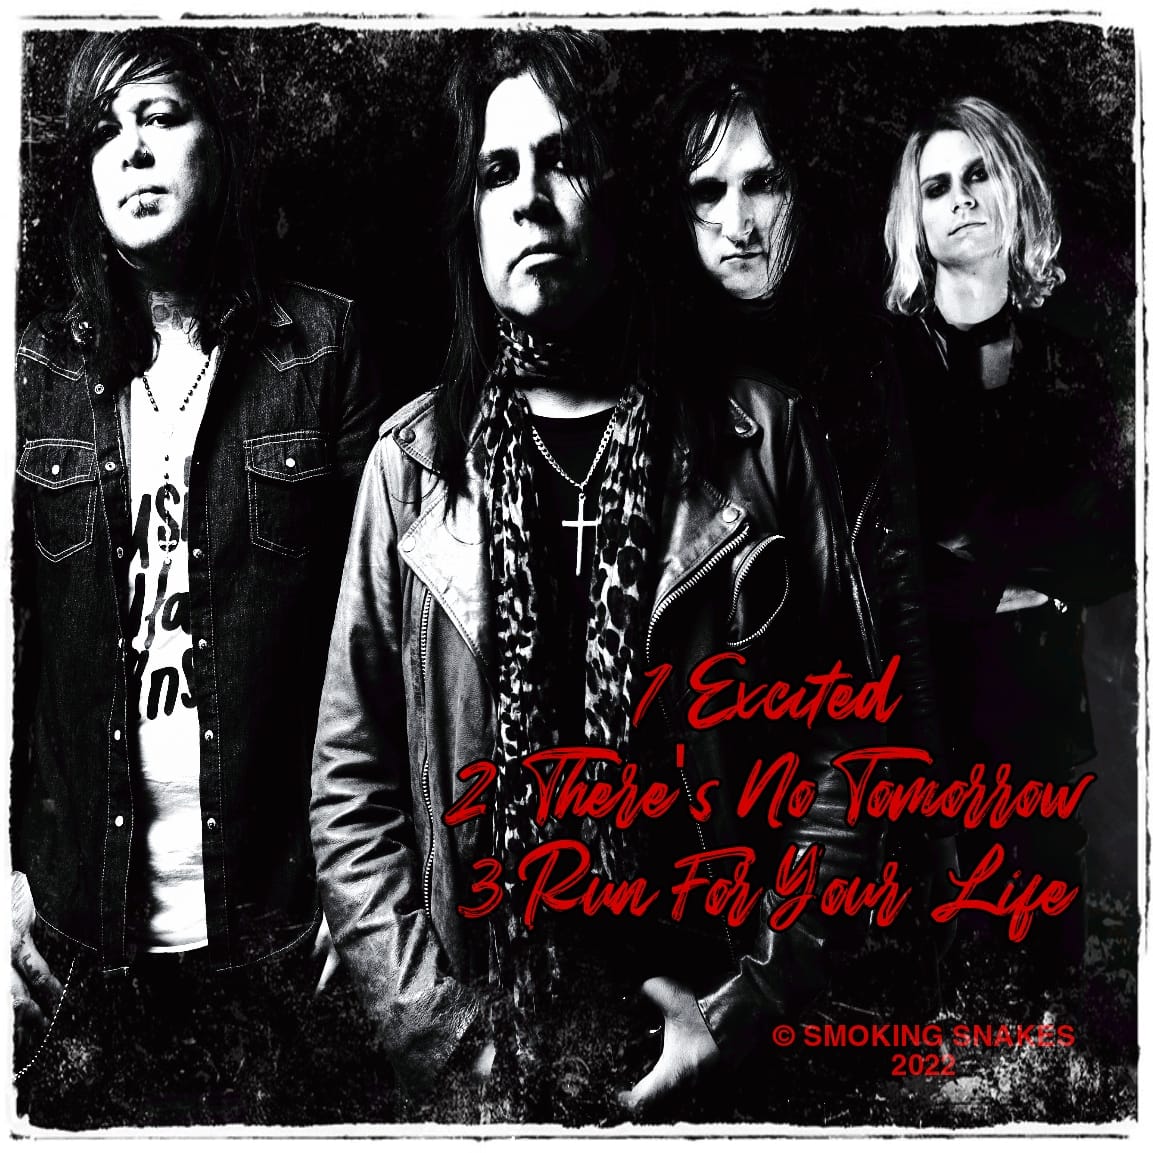 1 Excited
2 There's No Tomorrow
3 Run For Your Life
© SMOKING SNAKES
2022